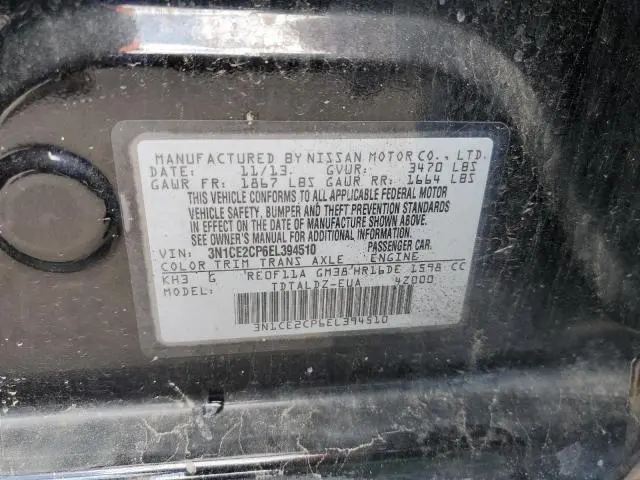 MANUFACTURED BY NISSAN MOTOR CO., LTD.
DATE: 11/13. GVWR: 3470 LBS
GAWR FR: 1867 LBS GAWR RR: 1664 LBS
THIS VEHICLE CONFORMS TO ALL APPLICABLE FEDERAL MOTOR
VEHICLE SAFETY, BUMPER AND THEFT PREVENTION STANDARDS
IN EFFECT ON THE DATE OF MANUFACTURE SHOWN ABOVE.
SEE OWNER'S MANUAL FOR ADDITIONAL INFORMATION.
VIN: 3N1CE2CP6EL394510 PASSENGER CAR.
COLOR TRIM TRANS AXLE ENGINE
KH3 G RE0F11A GM38 HR16DE 1598 CC
MODEL: TDTALDZ-EUA 4Z000
3N1CE2CP6EL394510